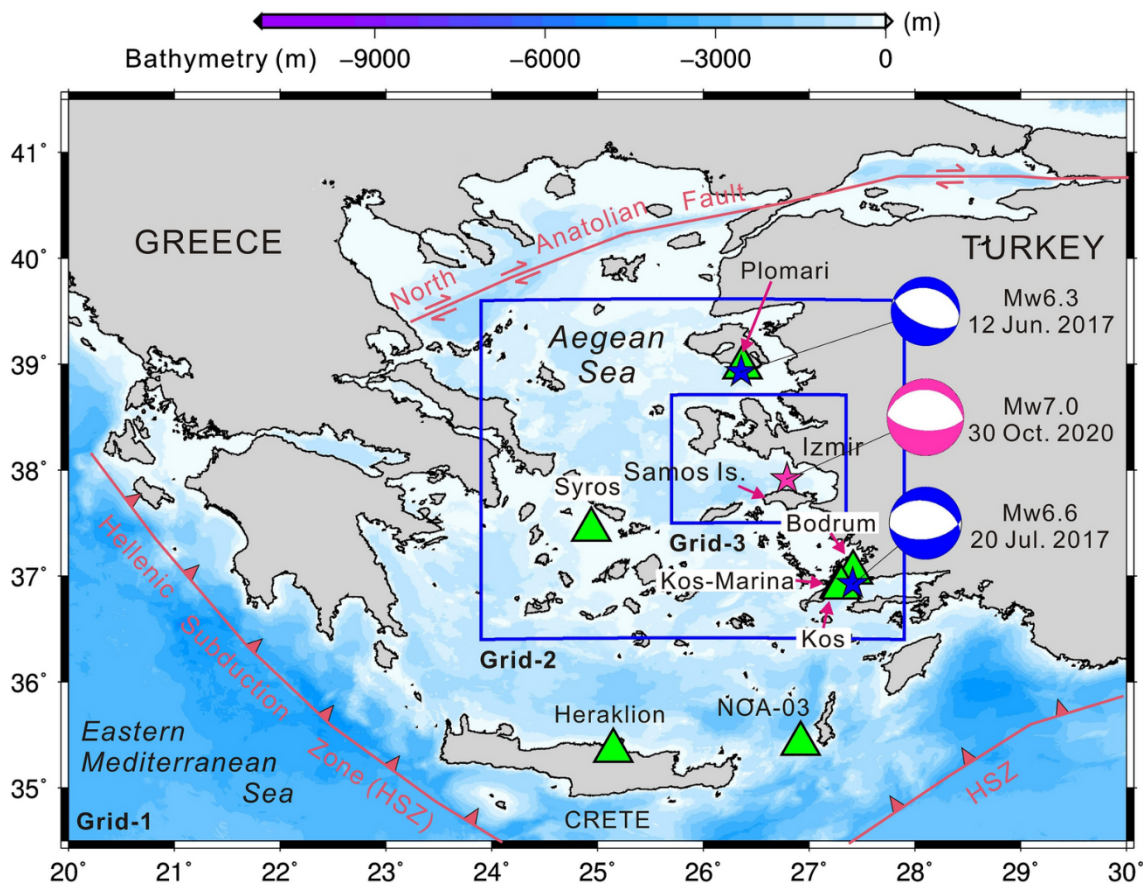 (m)
Bathymetry (m) −9000 −6000 −3000 0
41˚
40˚
39˚
38˚
37˚
36˚
35˚
GREECE
TURKEY
North Anatolian Fault
Plomari
Aegean
Sea
Mw6.3
12 Jun. 2017
Mw7.0
30 Oct. 2020
Izmir
Samos Is.
Syros
Grid-3
Bodrum
Mw6.6
20 Jul. 2017
Kos-Marina
Kos
Grid-2
Hellenic Subduction Zone (HSZ)
Heraklion
NOA-03
HSZ
Eastern
Mediterranean
Sea
Grid-1
CRETE
20˚ 21˚ 22˚ 23˚ 24˚ 25˚ 26˚ 27˚ 28˚ 29˚ 30˚